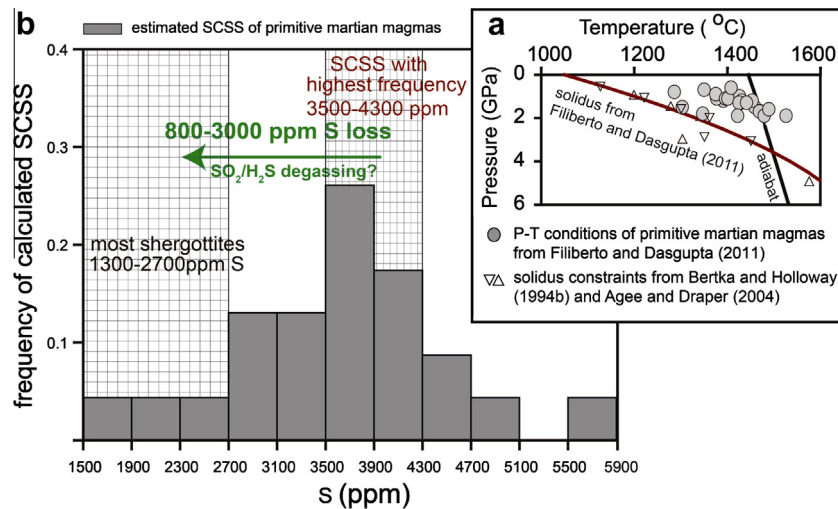 b
estimated SCSS of primitive martian magmas
frequency of calculated SCSS
0.4
0.3
0.2
0.1
SCSS with
highest frequency
3500-4300 ppm
800-3000 ppm S loss
SO₂/H₂S degassing?
most shergottites
1300-2700ppm S
1500
1900
2300
2700
3100
3500
3900
4300
4700
5100
5500
5900
S (ppm)
a
Temperature (°C)
1000
1200
1400
1600
Pressure (GPa)
0
2
4
6
solidus from
Filiberto and Dasgupta (2011)
adiabat
P-T conditions of primitive martian magmas
from Filiberto and Dasgupta (2011)
solidus constraints from Bertka and Holloway
(1994b) and Agee and Draper (2004)